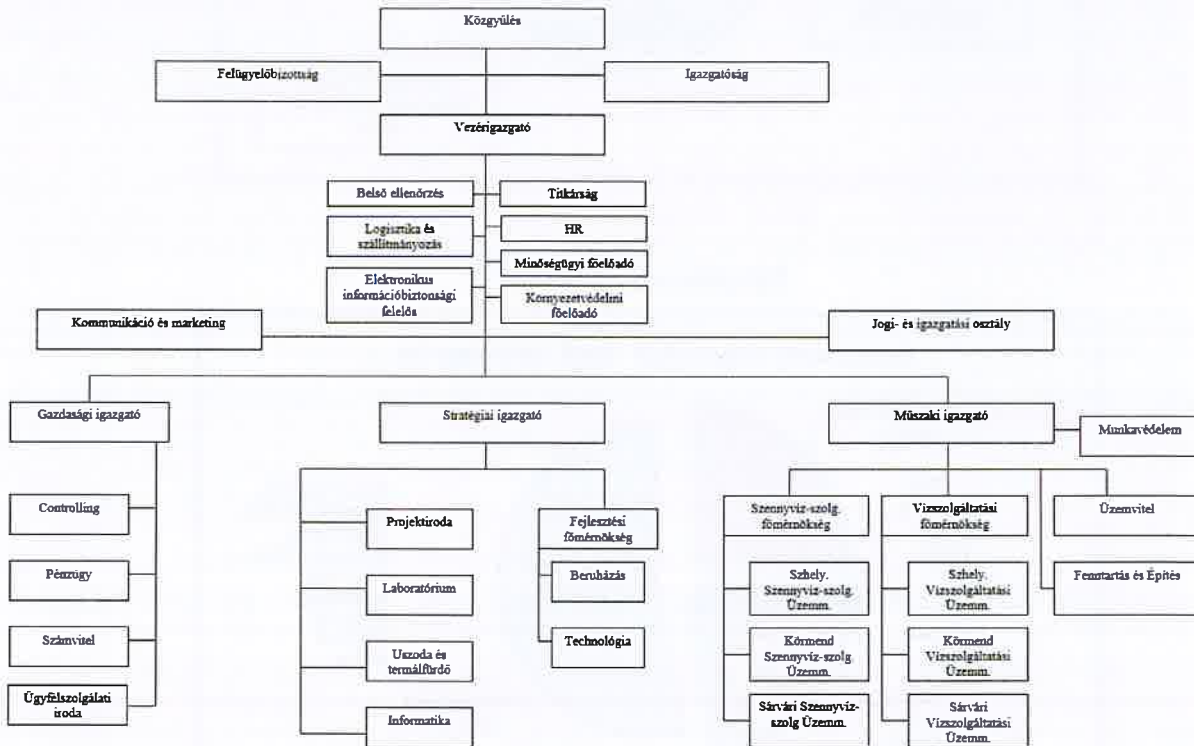 Közgyűlés
Felügyelőbizottság
Igazgatóság
Vezérigazgató
Belső ellenőrzés
Titkárság
Logisztika és
szállítmányozás
HR
Minőségügyi főelőadó
Elektronikus
információbiztonsági
felelős
Környezetvédelmi
főelőadó
Kommunikáció és marketing
Jogi- és igazgatási osztály
Gazdasági igazgató
Stratégiai igazgató
Műszaki igazgató
Munkavédelem
Controlling
Pénzügy
Számvitel
Ügyfélszolgálati
iroda
Projektiroda
Laboratórium
Uszoda és
termálfürdő
Informatika
Fejlesztési
főmérnökség
Beruházás
Technológia
Szennyvíz-szolg.
főmérnökség
Szhely.
Szennyvíz-szolg.
Üzemm.
Körmend
Szennyvíz-szolg.
Üzemm.
Sárvári Szennyvíz-
szolg Üzemm.
Vízszolgáltatási
főmérnökség
Szhely.
Vízszolgáltatási
Üzemm.
Körmend
Vízszolgáltatási
Üzemm.
Sárvári
Vízszolgáltatási
Üzemm.
Üzemvitel
Fenntartás és Építés